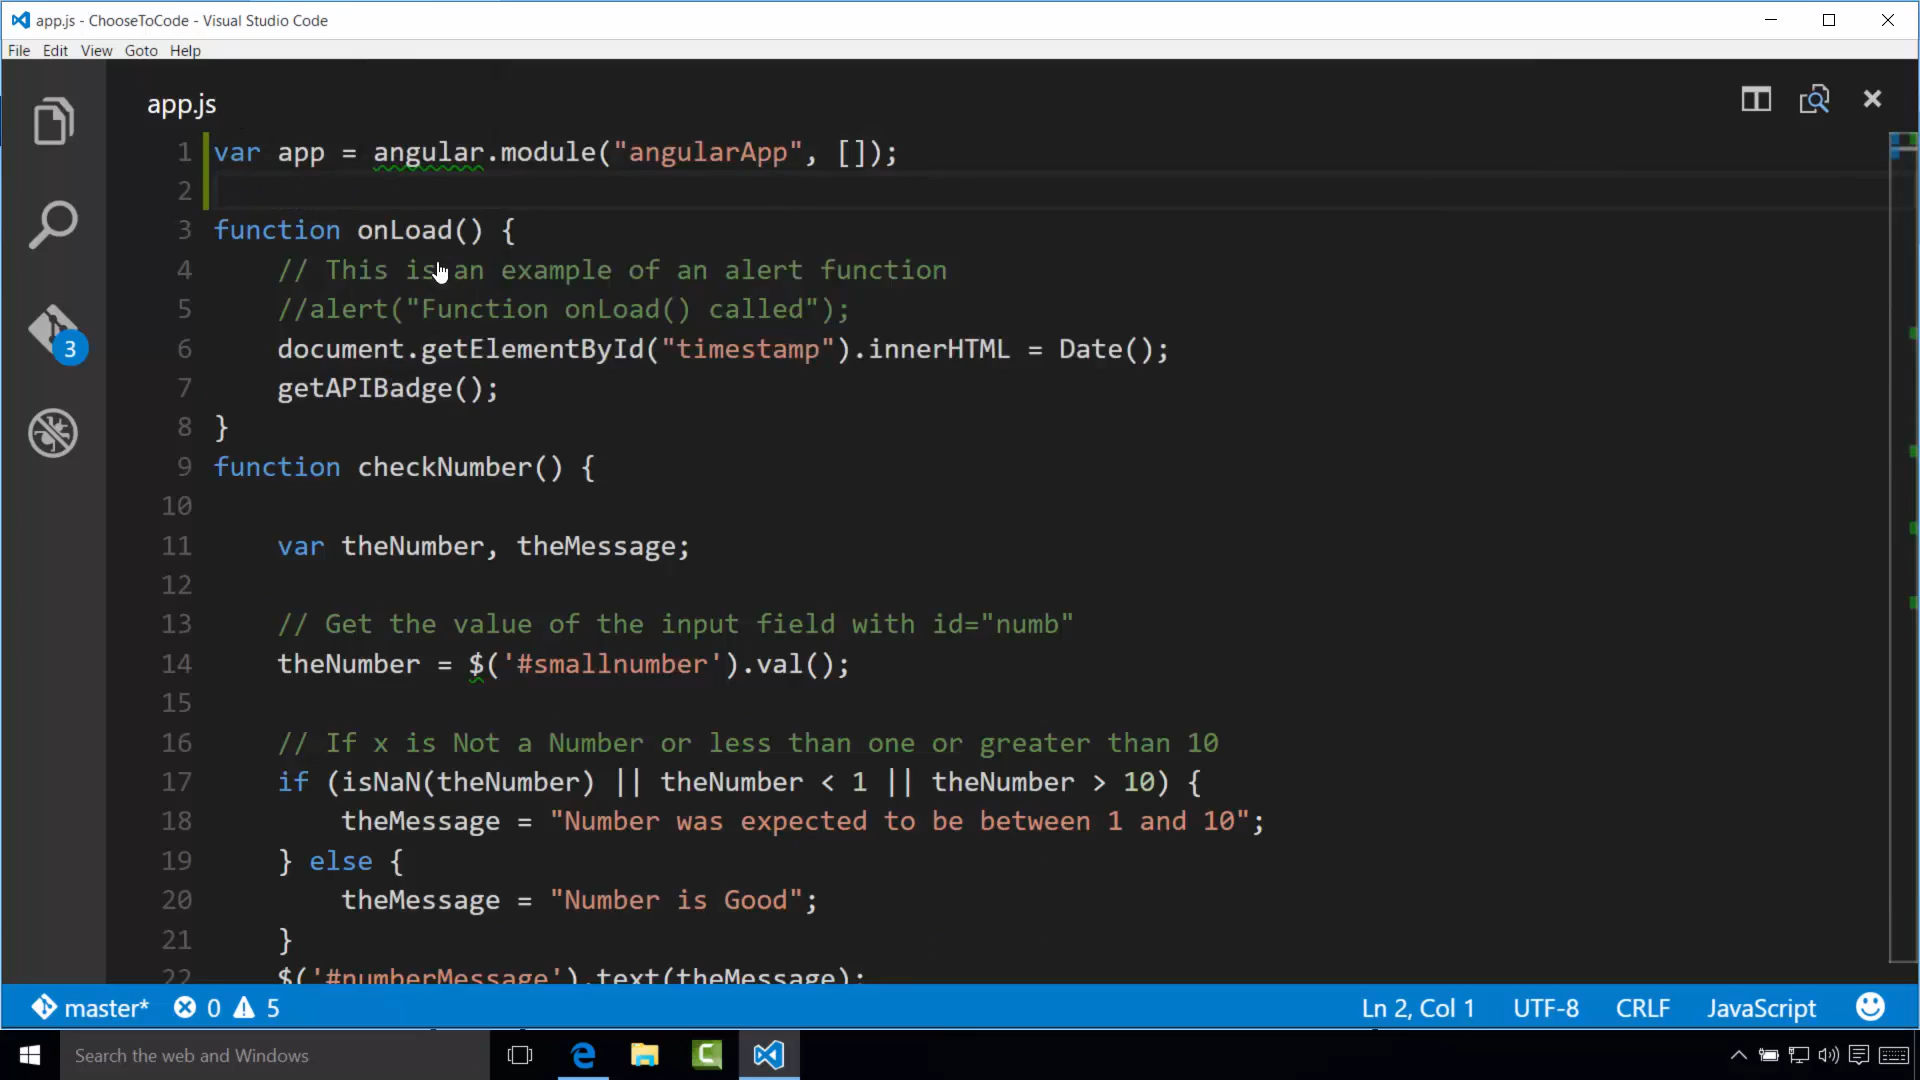 app.js - ChooseToCode - Visual Studio Code
File Edit View Goto Help
app.js
1 var app = angular.module("angularApp", []);
2
3 function onLoad() {
4 // This is an example of an alert function
5 //alert("Function onLoad() called");
6 document.getElementById("timestamp").innerHTML = Date();
7 getAPIBadge();
8 }
9 function checkNumber() {
10
11 var theNumber, theMessage;
12
13 // Get the value of the input field with id="numb"
14 theNumber = $('#smallnumber').val();
15
16 // If x is Not a Number or less than one or greater than 10
17 if (isNaN(theNumber) || theNumber < 1 || theNumber > 10) {
18 theMessage = "Number was expected to be between 1 and 10";
19 } else {
20 theMessage = "Number is Good";
21 }
22 $('#numberMessage').text(theMessage);
3
master* 0 5 Ln 2, Col 1 UTF-8 CRLF JavaScript
Search the web and Windows